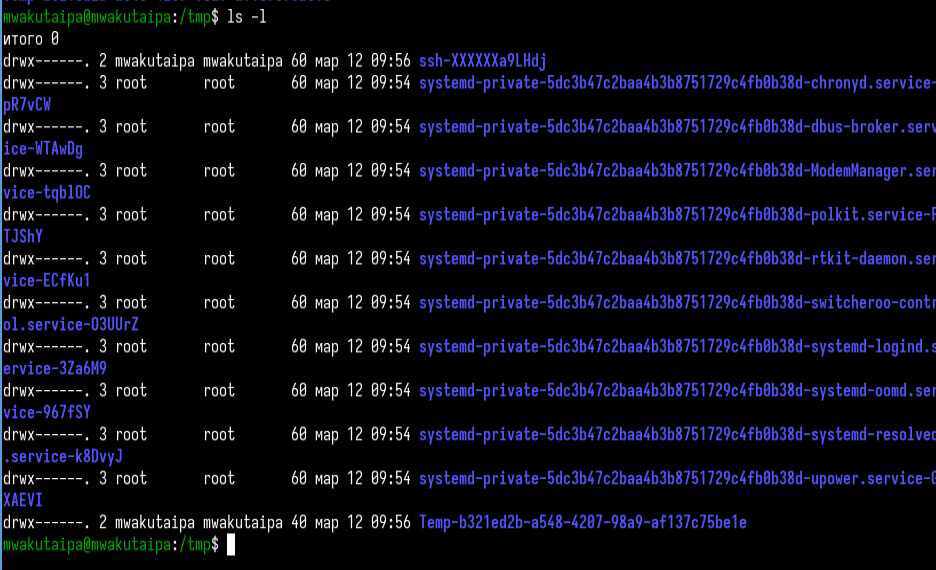 mwakutaipa@mwakutaipa:/tmp$ ls -l
итого 0
drwx------. 2 mwakutaipa mwakutaipa 60 мар 12 09:56 ssh-XXXXXXa9LHdj
drwx------. 3 root       root       60 мар 12 09:54 systemd-private-5dc3b47c2baa4b3b8751729c4fb0b38d-chronyd.service-
pR7vCW
drwx------. 3 root       root       60 мар 12 09:54 systemd-private-5dc3b47c2baa4b3b8751729c4fb0b38d-dbus-broker.serv
ice-WTAwDg
drwx------. 3 root       root       60 мар 12 09:54 systemd-private-5dc3b47c2baa4b3b8751729c4fb0b38d-ModemManager.ser
vice-tqblOC
drwx------. 3 root       root       60 мар 12 09:54 systemd-private-5dc3b47c2baa4b3b8751729c4fb0b38d-polkit.service-F
TJShY
drwx------. 3 root       root       60 мар 12 09:54 systemd-private-5dc3b47c2baa4b3b8751729c4fb0b38d-rtkit-daemon.ser
vice-ECfKu1
drwx------. 3 root       root       60 мар 12 09:54 systemd-private-5dc3b47c2baa4b3b8751729c4fb0b38d-switcheroo-contr
ol.service-O3UUrZ
drwx------. 3 root       root       60 мар 12 09:54 systemd-private-5dc3b47c2baa4b3b8751729c4fb0b38d-systemd-logind.s
ervice-3Za6M9
drwx------. 3 root       root       60 мар 12 09:54 systemd-private-5dc3b47c2baa4b3b8751729c4fb0b38d-systemd-oomd.ser
vice-967fSY
drwx------. 3 root       root       60 мар 12 09:54 systemd-private-5dc3b47c2baa4b3b8751729c4fb0b38d-systemd-resolved
.service-k8DvyJ
drwx------. 3 root       root       60 мар 12 09:54 systemd-private-5dc3b47c2baa4b3b8751729c4fb0b38d-upower.service-G
XAEVI
drwx------. 2 mwakutaipa mwakutaipa 40 мар 12 09:56 Temp-b321ed2b-a548-4207-98a9-af137c75be1e
mwakutaipa@mwakutaipa:/tmp$